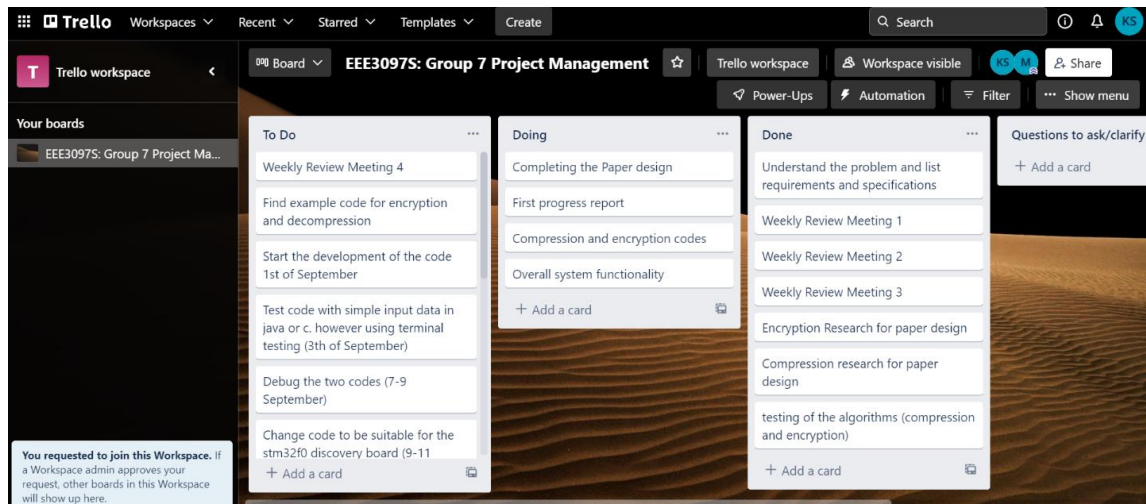 Trello Workspaces Recent Starred Templates Create Search KS
T Trello workspace
Board EEE3097S: Group 7 Project Management Trello workspace Workspace visible KS M Share
Power-Ups Automation Filter Show menu
Your boards
EEE3097S: Group 7 Project Ma...
To Do
Weekly Review Meeting 4
Find example code for encryption
and decompression
Start the development of the code
1st of September
Test code with simple input data in
java or c. however using terminal
testing (3th of September)
Debug the two codes (7-9
September)
Change code to be suitable for the
stm32f0 discovery board (9-11
+ Add a card
Doing
Completing the Paper design
First progress report
Compression and encryption codes
Overall system functionality
+ Add a card
Done
Understand the problem and list
requirements and specifications
Weekly Review Meeting 1
Weekly Review Meeting 2
Weekly Review Meeting 3
Encryption Research for paper design
Compression research for paper
design
testing of the algorithms (compression
and encryption)
+ Add a card
Questions to ask/clarify
+ Add a card
You requested to join this Workspace. If
a Workspace admin approves your
request, other boards in this Workspace
will show up here.